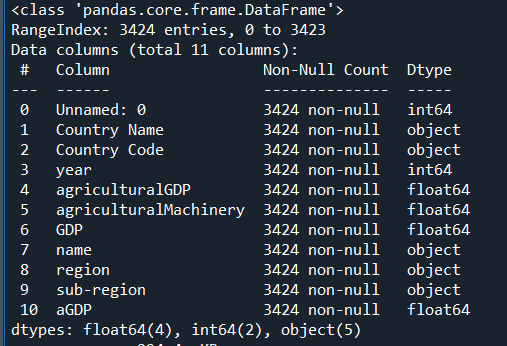 <class 'pandas.core.frame.DataFrame'>
RangeIndex: 3424 entries, 0 to 3423
Data columns (total 11 columns):
 #   Column                 Non-Null Count  Dtype
---  ------                 --------------  -----
 0   Unnamed: 0             3424 non-null   int64
 1   Country Name           3424 non-null   object
 2   Country Code           3424 non-null   object
 3   year                   3424 non-null   int64
 4   agriculturalGDP        3424 non-null   float64
 5   agriculturalMachinery  3424 non-null   float64
 6   GDP                    3424 non-null   float64
 7   name                   3424 non-null   object
 8   region                 3424 non-null   object
 9   sub-region             3424 non-null   object
 10  aGDP                   3424 non-null   float64
dtypes: float64(4), int64(2), object(5)